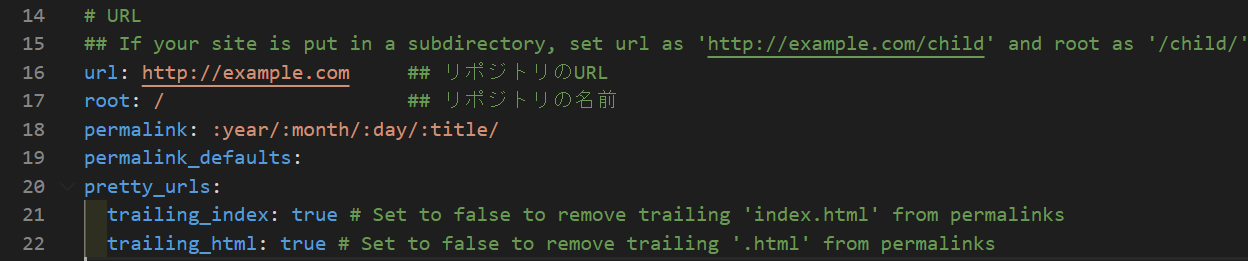 14 # URL
15 ## If your site is put in a subdirectory, set url as 'http://example.com/child' and root as '/child/'
16 url: http://example.com ## リポジトリのURL
17 root: / ## リポジトリの名前
18 permalink: :year/:month/:day/:title/
19 permalink_defaults:
20 pretty_urls:
21 trailing_index: true # Set to false to remove trailing 'index.html' from permalinks
22 trailing_html: true # Set to false to remove trailing '.html' from permalinks